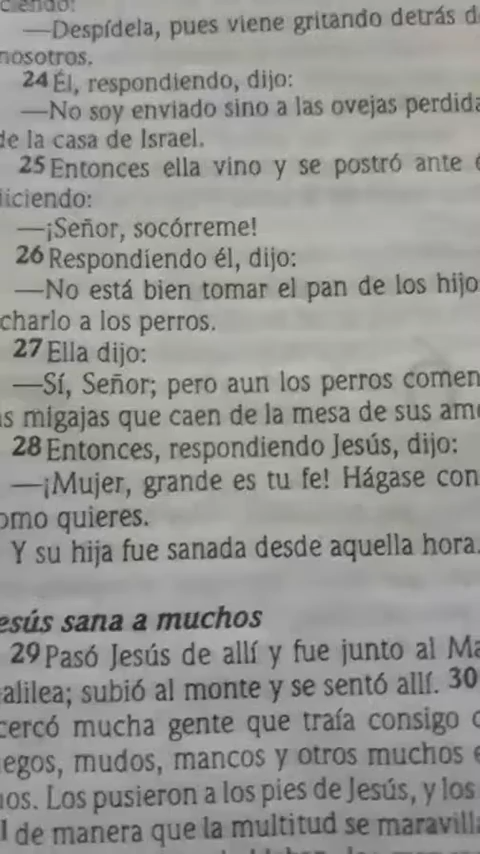 ciendo:
—Despídela, pues viene gritando detrás d
nosotros.
24 Él, respondiendo, dijo:
—No soy enviado sino a las ovejas perdida
de la casa de Israel.
25 Entonces ella vino y se postró ante é
diciendo:
—¡Señor, socórreme!
26 Respondiendo él, dijo:
—No está bien tomar el pan de los hijo
charlo a los perros.
27 Ella dijo:
—Sí, Señor; pero aun los perros comen
as migajas que caen de la mesa de sus am
28 Entonces, respondiendo Jesús, dijo:
—¡Mujer, grande es tu fe! Hágase con
omo quieres.
Y su hija fue sanada desde aquella hora.
esús sana a muchos
29 Pasó Jesús de allí y fue junto al Ma
alilea; subió al monte y se sentó allí. 30
cercó mucha gente que traía consigo c
iegos, mudos, mancos y otros muchos e
nos. Los pusieron a los pies de Jesús, y los
de manera que la multitud se maravilla